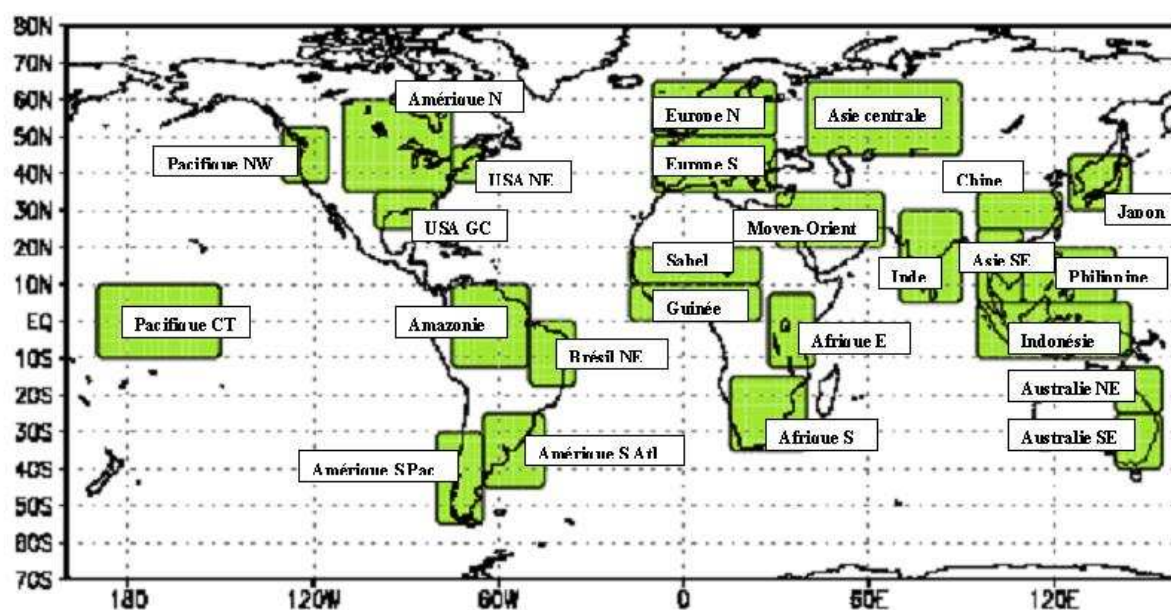 80N
70N
60N
50N
40N
30N
20N
10N
EQ
10S
20S
30S
40S
50S
60S
70S
80S
70S
180
120W
60W
0
60E
120E
Amérique N
Pacifique NW
USA NE
USA GC
Europe N
Europe S
Asie centrale
Chine
Japon
Moyen-Orient
Sahel
Inde
Asie SE
Philippine
Pacifique CT
Amazonie
Guinée
Brésil NE
Afrique E
Indonésie
Australie NE
Afrique S
Australie SE
Amérique S Pac
Amérique S Atl